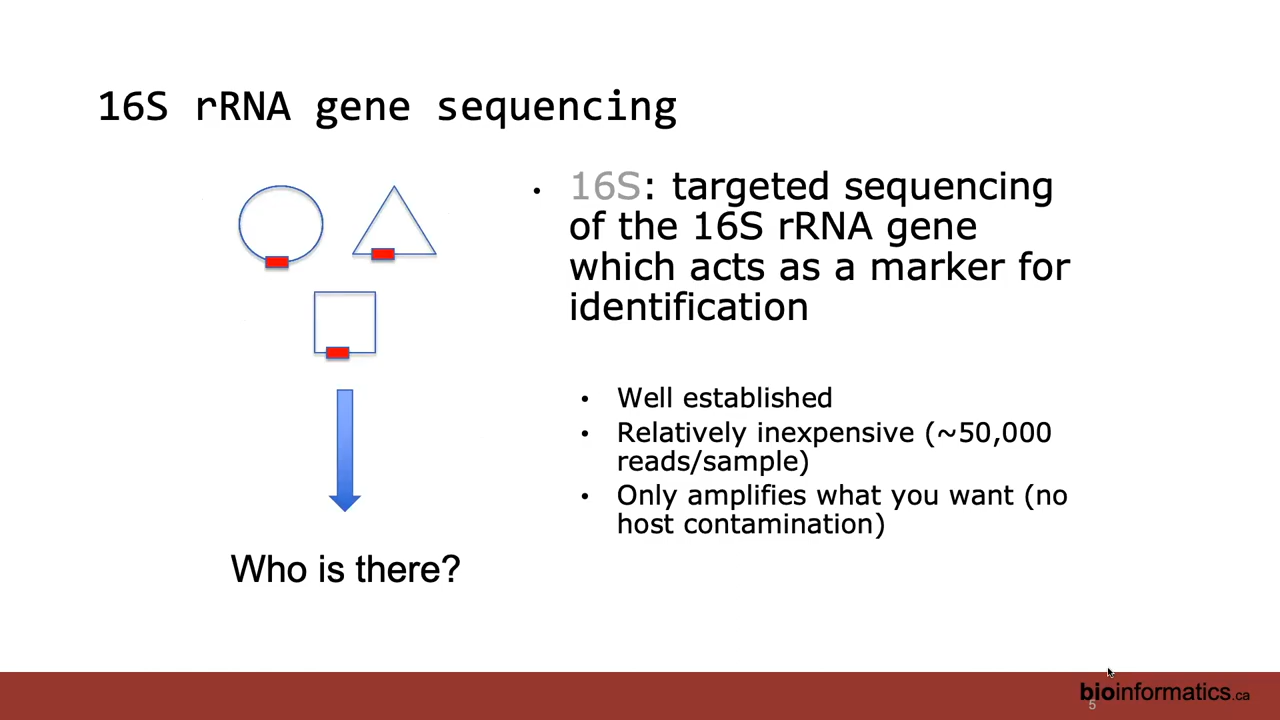 16S rRNA gene sequencing
• 16S: targeted sequencing
of the 16S rRNA gene
which acts as a marker for
identification
• Well established
• Relatively inexpensive (~50,000
reads/sample)
• Only amplifies what you want (no
host contamination)
Who is there?
bioinformatics.ca
5